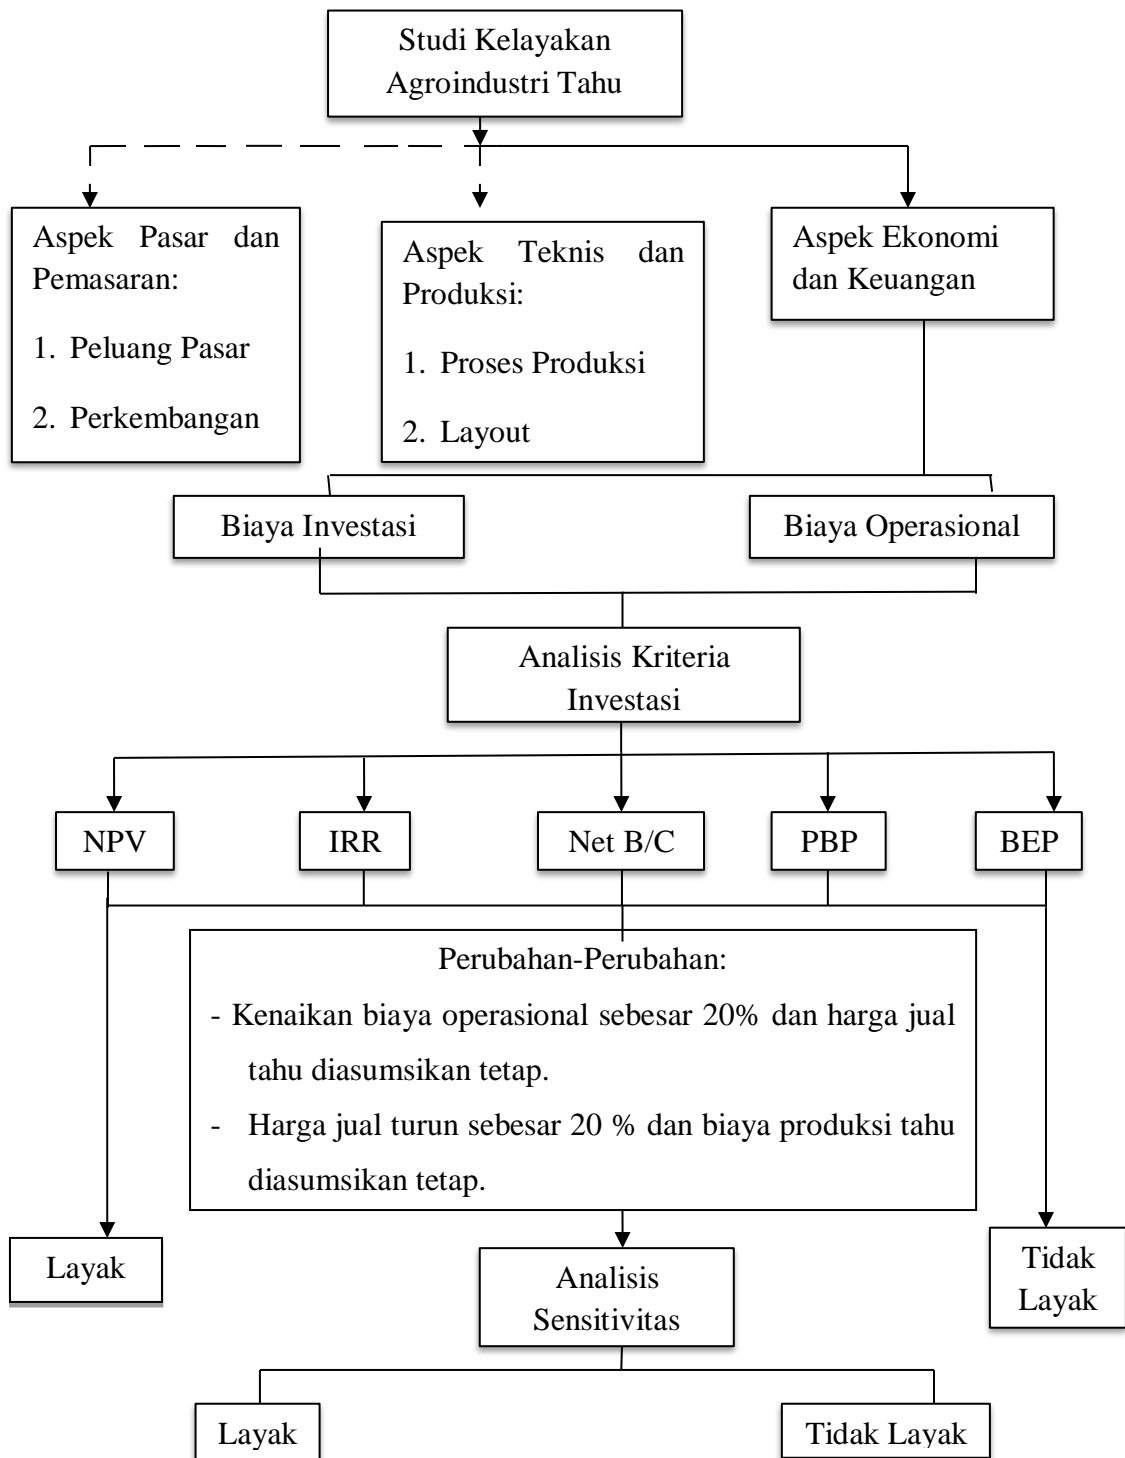 Studi Kelayakan
Agroindustri Tahu
Aspek Pasar dan
Pemasaran:
1. Peluang Pasar
2. Perkembangan
Aspek Teknis dan
Produksi:
1. Proses Produksi
2. Layout
Aspek Ekonomi
dan Keuangan
Biaya Investasi
Biaya Operasional
Analisis Kriteria
Investasi
NPV
IRR
Net B/C
PBP
BEP
Perubahan-Perubahan:
- Kenaikan biaya operasional sebesar 20% dan harga jual
tahu diasumsikan tetap.
- Harga jual turun sebesar 20 % dan biaya produksi tahu
diasumsikan tetap.
Layak
Tidak
Layak
Analisis
Sensitivitas
Layak
Tidak Layak